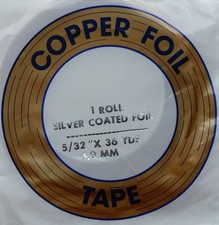 COPPER FOIL
1 ROLL
SILVER COATED FOIL
5/32" X 36 YDS
4.0 MM
TAPE